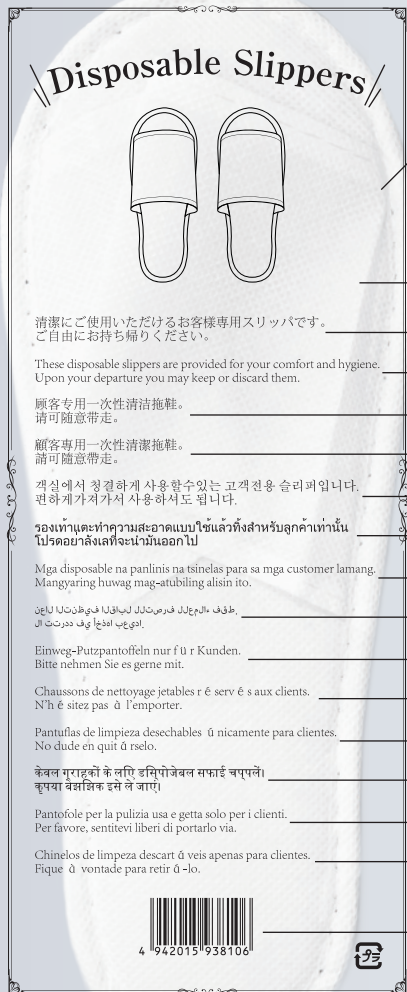 Disposable Slippers
清潔にご使用いただけるお客様専用スリッパです。
ご自由にお持ち帰りください。
These disposable slippers are provided for your comfort and hygiene.
Upon your departure you may keep or discard them.
顾客专用一次性清洁拖鞋。
请可随意带走。
顧客專用一次性清潔拖鞋。
請可隨意帶走。
객실에서 청결하게 사용할수있는 고객전용 슬리퍼입니다.
편하게가져가서 사용하셔도 됩니다.
รองเท้าแตะทำความสะอาดแบบใช้แล้วทิ้งสำหรับลูกค้าเท่านั้น
โปรดอยาลังเลที่จะนำมันออกไป
Mga disposable na panlinis na tsinelas para sa mga customer lamang.
Mangyaring huwag mag-atubiling alisin ito.
Einweg-Putzpantoffeln nur f ü r Kunden.
Bitte nehmen Sie es gerne mit.
Chaussons de nettoyage jetables r é serv é s aux clients.
N'h é sitez pas à l'emporter.
Pantuflas de limpieza desechables ú nicamente para clientes.
No dude en quit á rselo.
केवल ग्राहकों के लिए डिस्पोजेबल सफाई चप्पलें।
कृपया बेझझिक इसे ले जाएं।
Pantofole per la pulizia usa e getta solo per i clienti.
Per favore, sentitevi liberi di portarlo via.
Chinelos de limpeza descart á veis apenas para clientes.
Fique à vontade para retir á -lo.
4 942015 938106
プラ